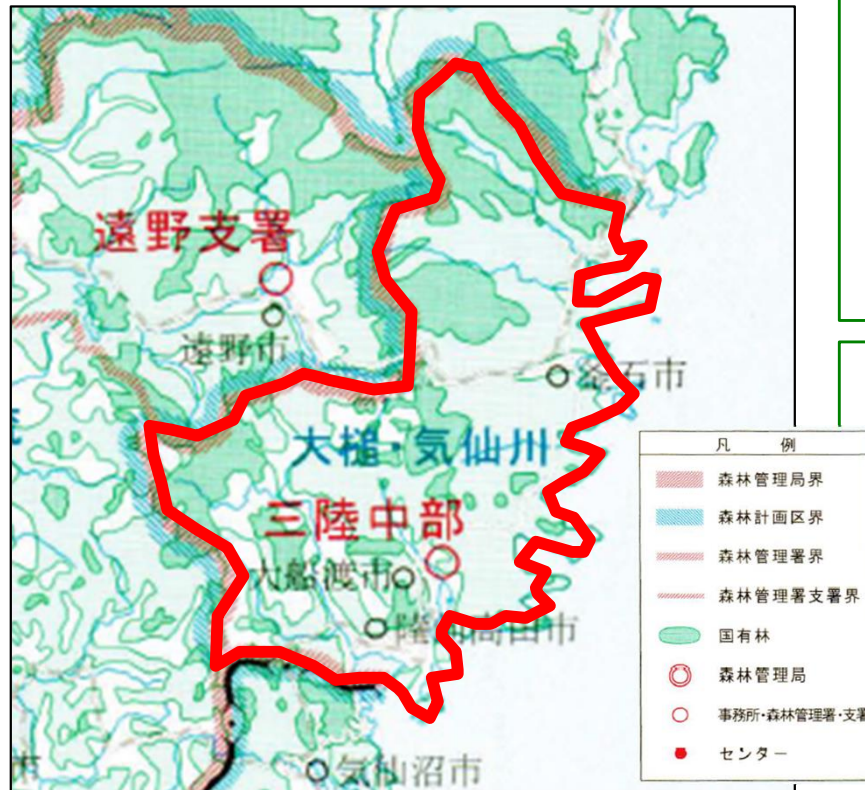 遠野支署
遠野市
釜石市
大槌・気仙川
三陸中部
大船渡市
陸前高田市
気仙沼市
市
凡 例
森林管理局界
森林計画区界
森林管理署界
森林管理署支署界
国有林
森林管理局
事務所・森林管理署・支署
センター